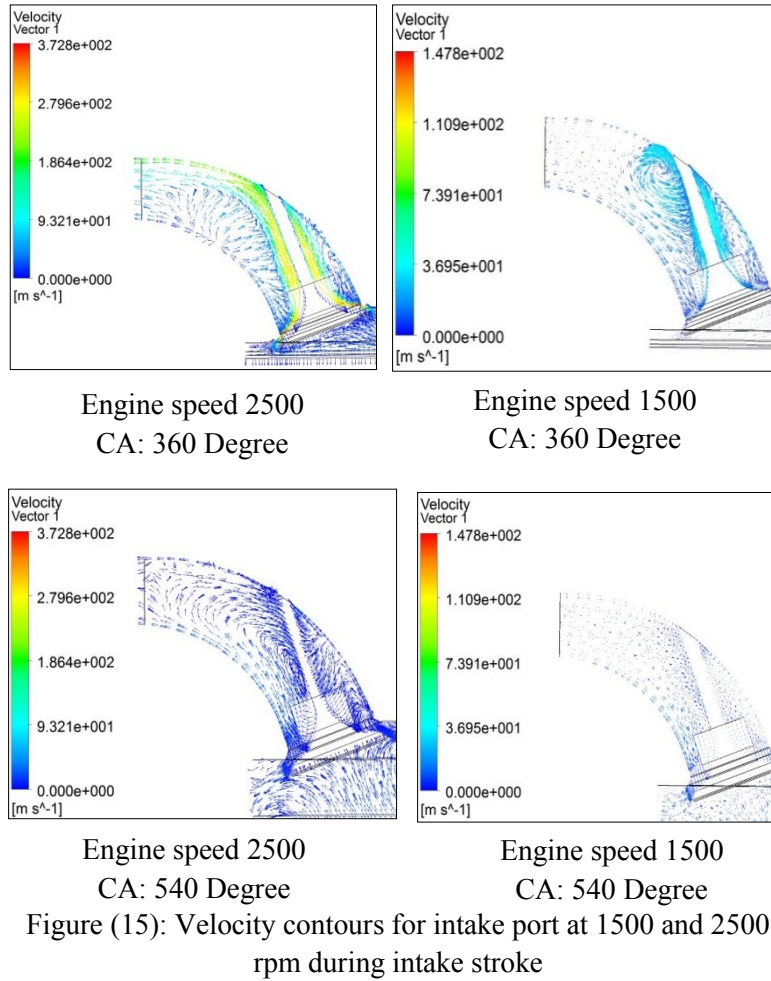 Velocity
Vector 1
3.728e+002
2.796e+002
1.864e+002
9.321e+001
0.000e+000
[m s^-1]
Engine speed 2500
CA: 360 Degree
Velocity
Vector 1
1.478e+002
1.109e+002
7.391e+001
3.695e+001
0.000e+000
[m s^-1]
Engine speed 1500
CA: 360 Degree
Velocity
Vector 1
3.728e+002
2.796e+002
1.864e+002
9.321e+001
0.000e+000
[m s^-1]
Engine speed 2500
CA: 540 Degree
Velocity
Vector 1
1.478e+002
1.109e+002
7.391e+001
3.695e+001
0.000e+000
[m s^-1]
Engine speed 1500
CA: 540 Degree
Figure (15): Velocity contours for intake port at 1500 and 2500
rpm during intake stroke